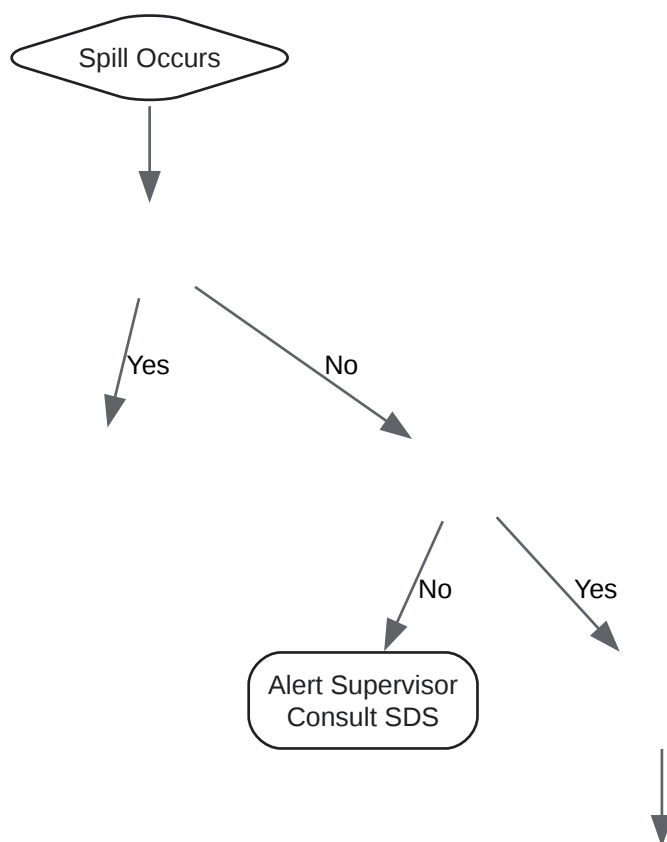 Spill Occurs
Yes
No
No
Yes
Alert Supervisor
Consult SDS